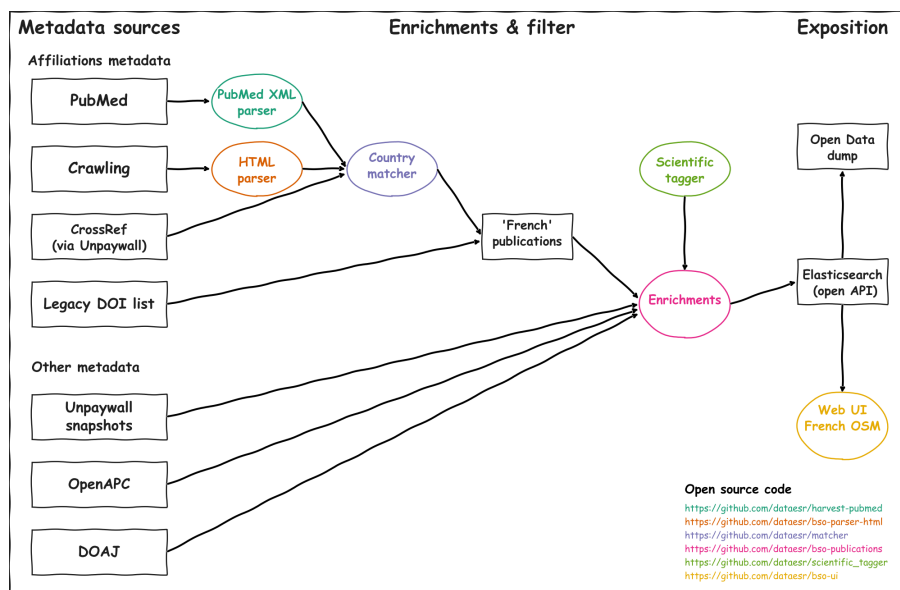 Metadata sources
Enrichments & filter
Exposition
Affiliations metadata
PubMed
PubMed XML
parser
Crawling
HTML
parser
Country
matcher
Scientific
tagger
Open Data
dump
CrossRef
(via Unpaywall)
'French'
publications
Legacy DOI list
Enrichments
Elasticsearch
(open API)
Other metadata
Unpaywall
snapshots
Web UI
French OSM
OpenAPC
DOAJ
Open source code
https://github.com/dataesr/harvest-pubmed
https://github.com/dataesr/bso-parser-html
https://github.com/dataesr/matcher
https://github.com/dataesr/bso-publications
https://github.com/dataesr/scientific_tagger
https://github.com/dataesr/bso-ui